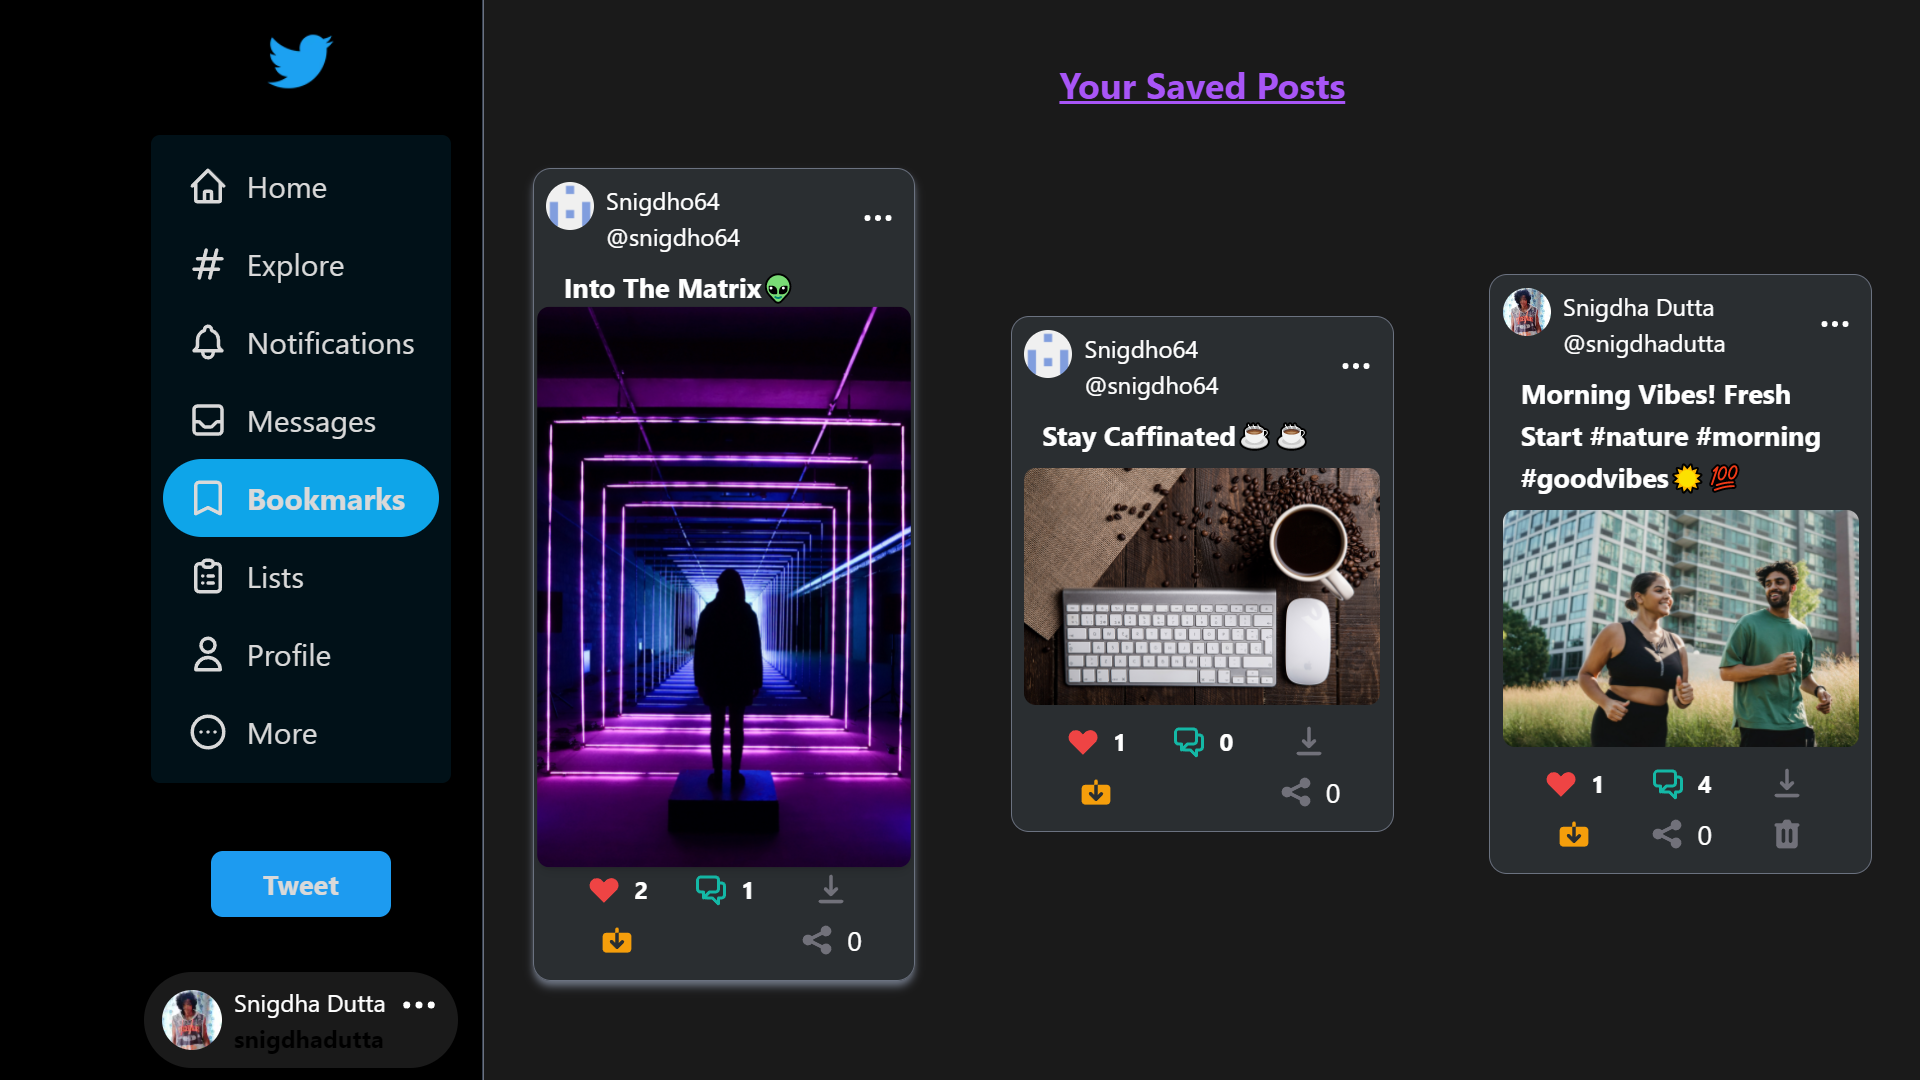 Home
Explore
Notifications
Messages
Bookmarks
Lists
Profile
More
Tweet
Snigdha Dutta
snigdhadutta
Your Saved Posts
Snigdho64
@snigdho64
Into The Matrix👽
2 1
0
Snigdho64
@snigdho64
Stay Caffinated☕ ☕
1 0
0
Snigdha Dutta
@snigdhadutta
Morning Vibes! Fresh
Start #nature #morning
#goodvibes🌞 💯
1 4
0